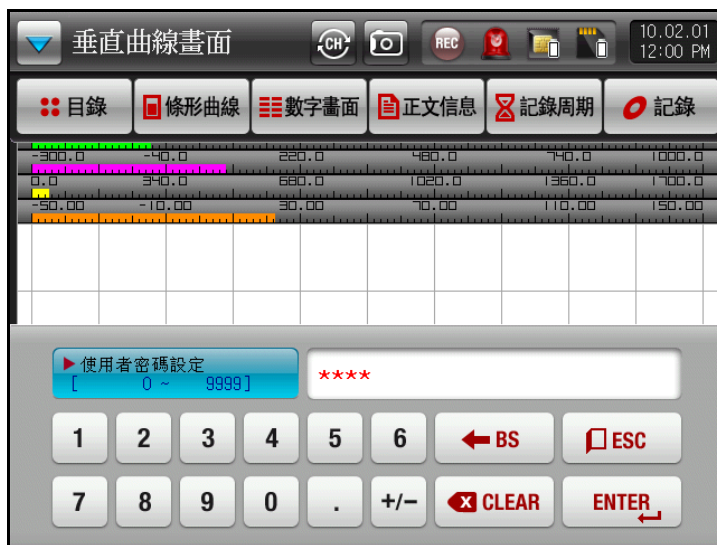 垂直曲線畫面 CH REC 10.02.01
12:00 PM
目錄 條形曲線 數字畫面 正文信息 記錄周期 記錄
-300.0 -40.0 220.0 480.0 740.0 1000.0
0.0 340.0 680.0 1020.0 1360.0 1700.0
-50.00 -10.00 30.00 70.00 110.00 150.00
使用者密碼設定
[ 0 ~ 9999] ****
1 2 3 4 5 6 BS ESC
7 8 9 0 . +/- CLEAR ENTER